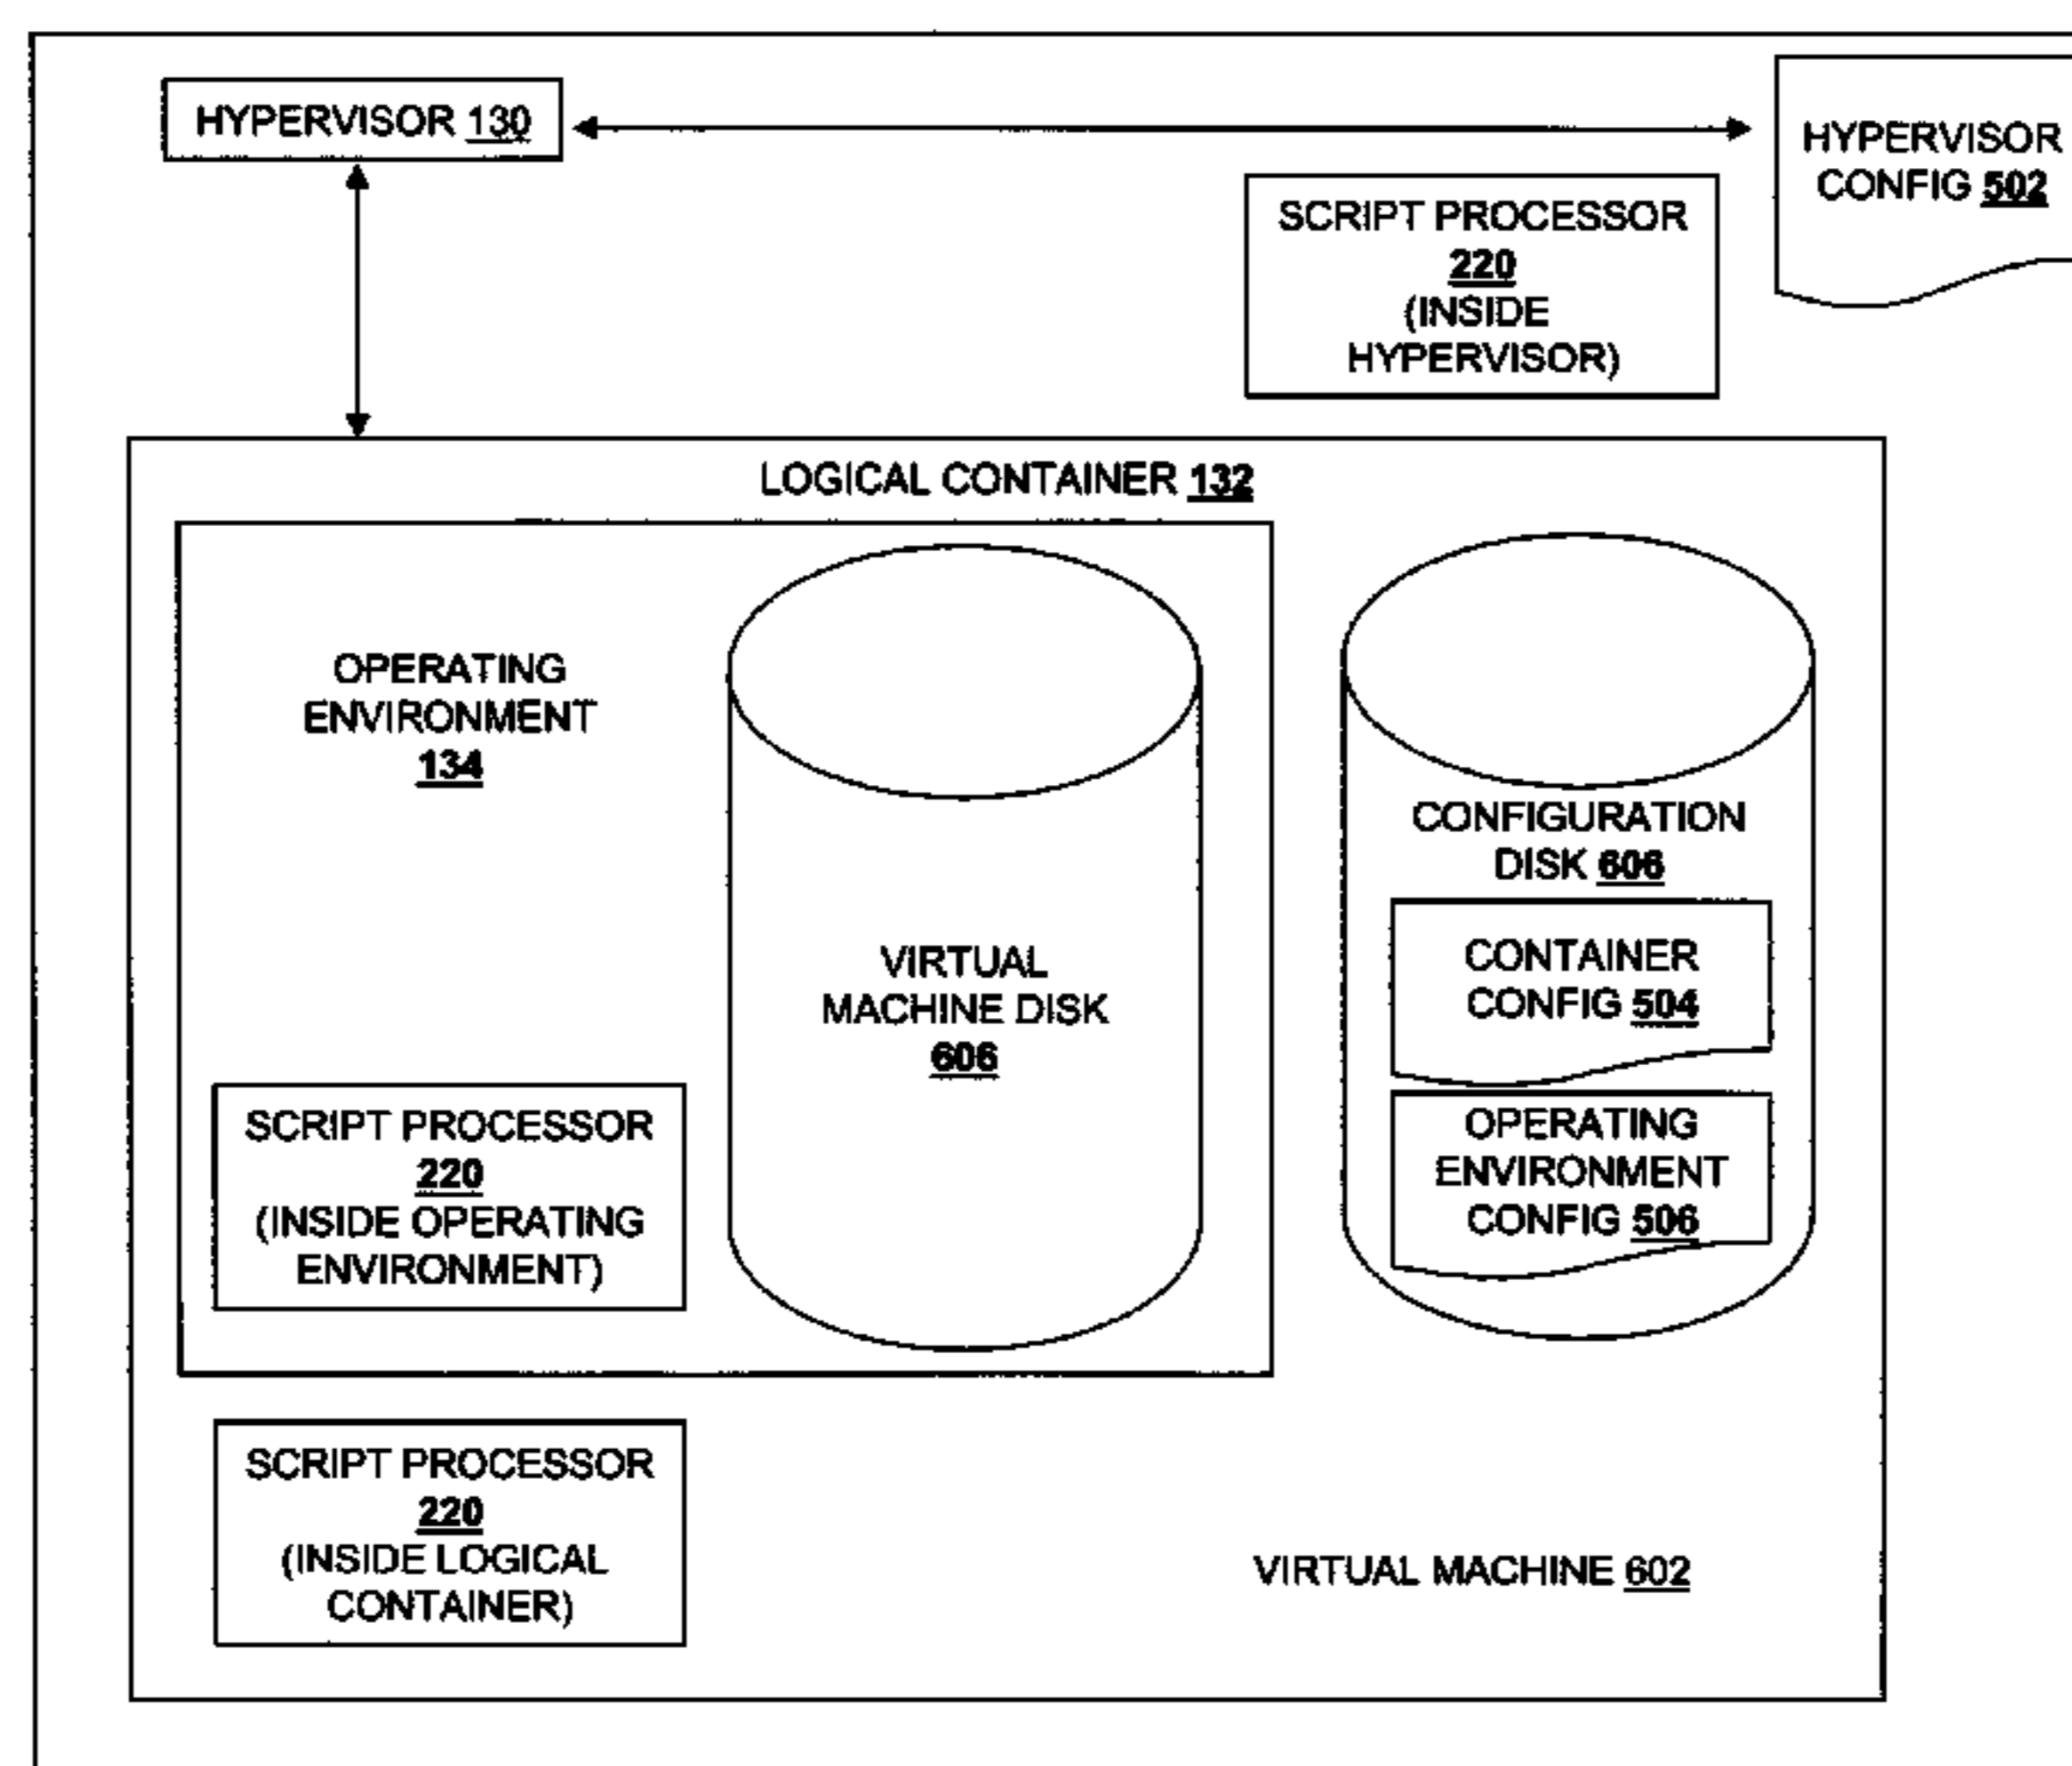 HYPERVISOR 130
HYPERVISOR
CONFIG 502
SCRIPT PROCESSOR
220
(INSIDE
HYPERVISOR)
LOGICAL CONTAINER 132
OPERATING
ENVIRONMENT
134
VIRTUAL
MACHINE DISK
606
CONFIGURATION
DISK 606
CONTAINER
CONFIG 504
OPERATING
ENVIRONMENT
CONFIG 506
SCRIPT PROCESSOR
220
(INSIDE OPERATING
ENVIRONMENT)
SCRIPT PROCESSOR
220
(INSIDE LOGICAL
CONTAINER)
VIRTUAL MACHINE 602